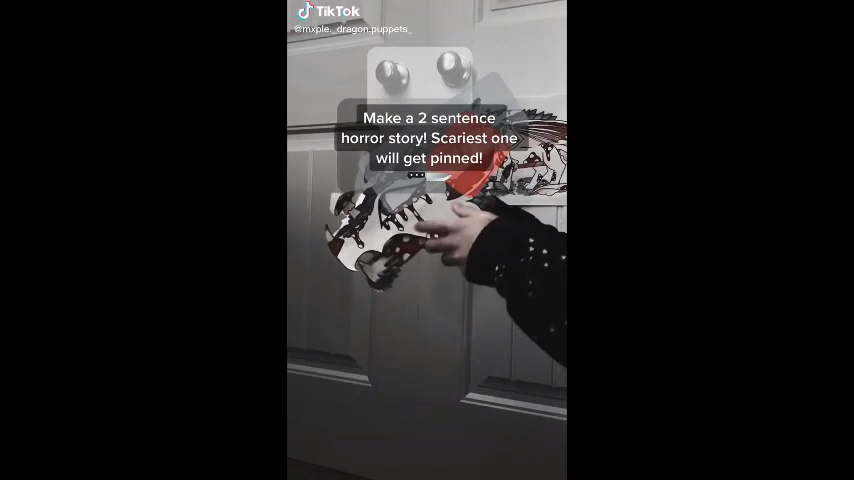 TikTok
@mxple._dragon.puppets_
Make a 2 sentence
horror story! Scariest one
will get pinned!